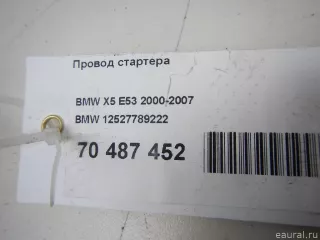 Провод стартера
BMW X5 E53 2000-2007
BMW 12527789222
70 487 452
eaural.ru